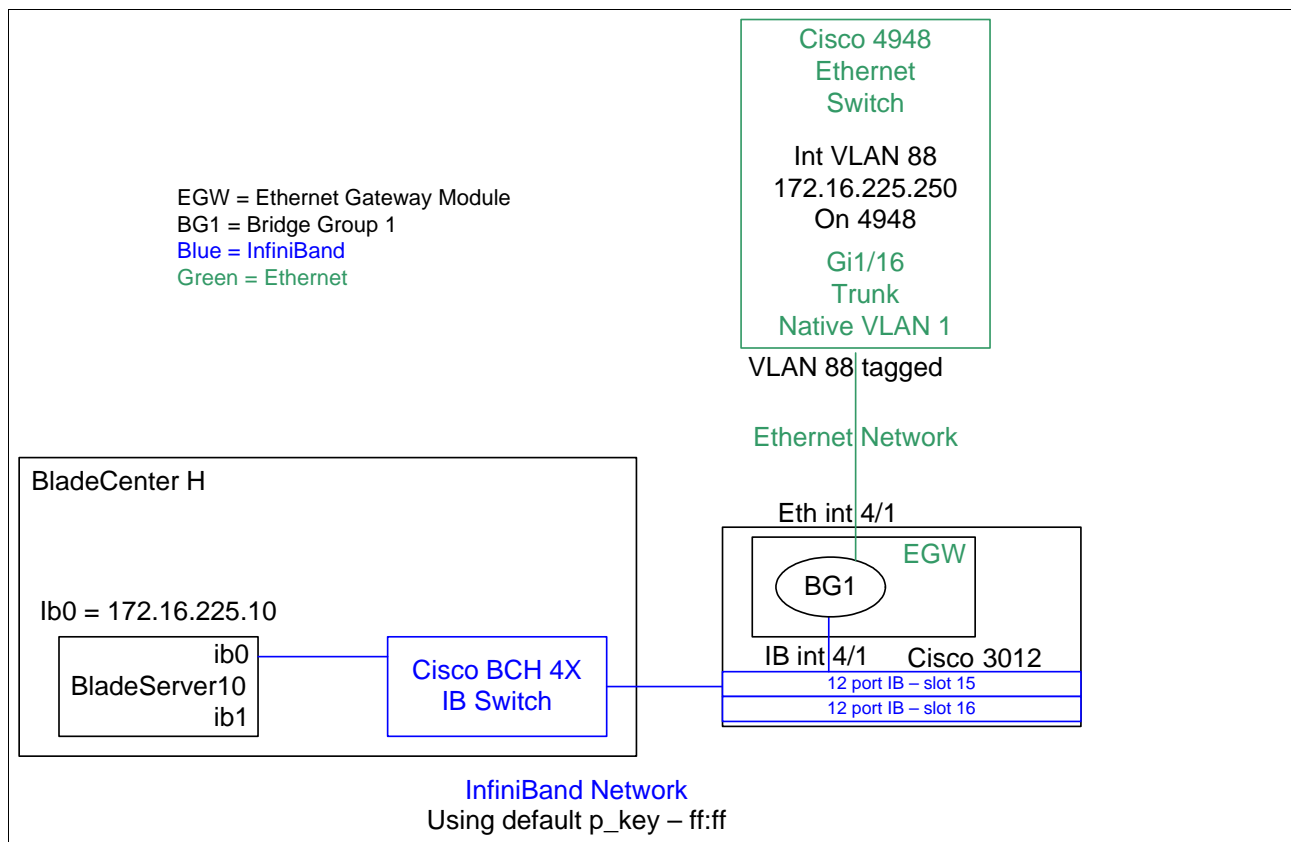 Cisco 4948
Ethernet
Switch
Int VLAN 88
172.16.225.250
On 4948
Gi1/16
Trunk
Native VLAN 1
EGW = Ethernet Gateway Module
BG1 = Bridge Group 1
Blue = InfiniBand
Green = Ethernet
VLAN 88 tagged
Ethernet Network
BladeCenter H
Eth int 4/1
EGW
BG1
Ib0 = 172.16.225.10
ib0
BladeServer10
ib1
Cisco BCH 4X
IB Switch
IB int 4/1
Cisco 3012
12 port IB – slot 15
12 port IB – slot 16
InfiniBand Network
Using default p_key – ff:ff